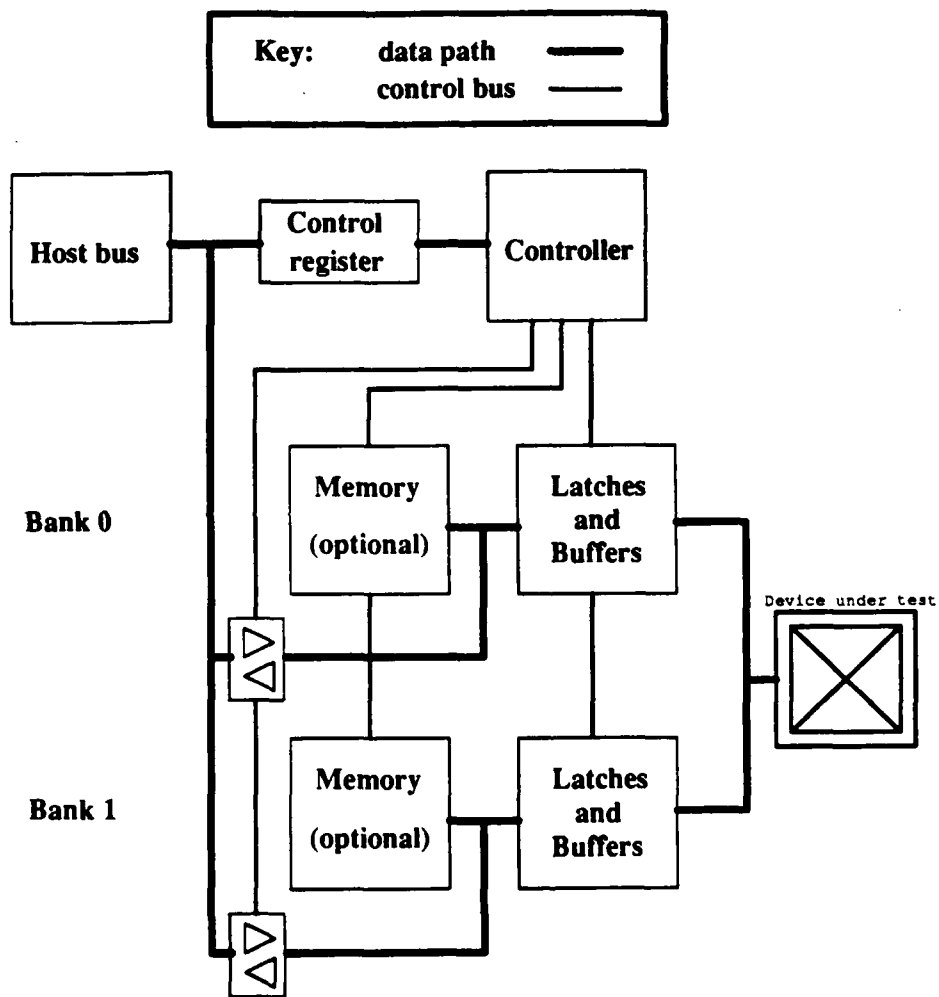 Key: data path
control bus
Host bus
Control
register
Controller
Bank 0
Memory
(optional)
Latches
and
Buffers
Device under test
Bank 1
Memory
(optional)
Latches
and
Buffers